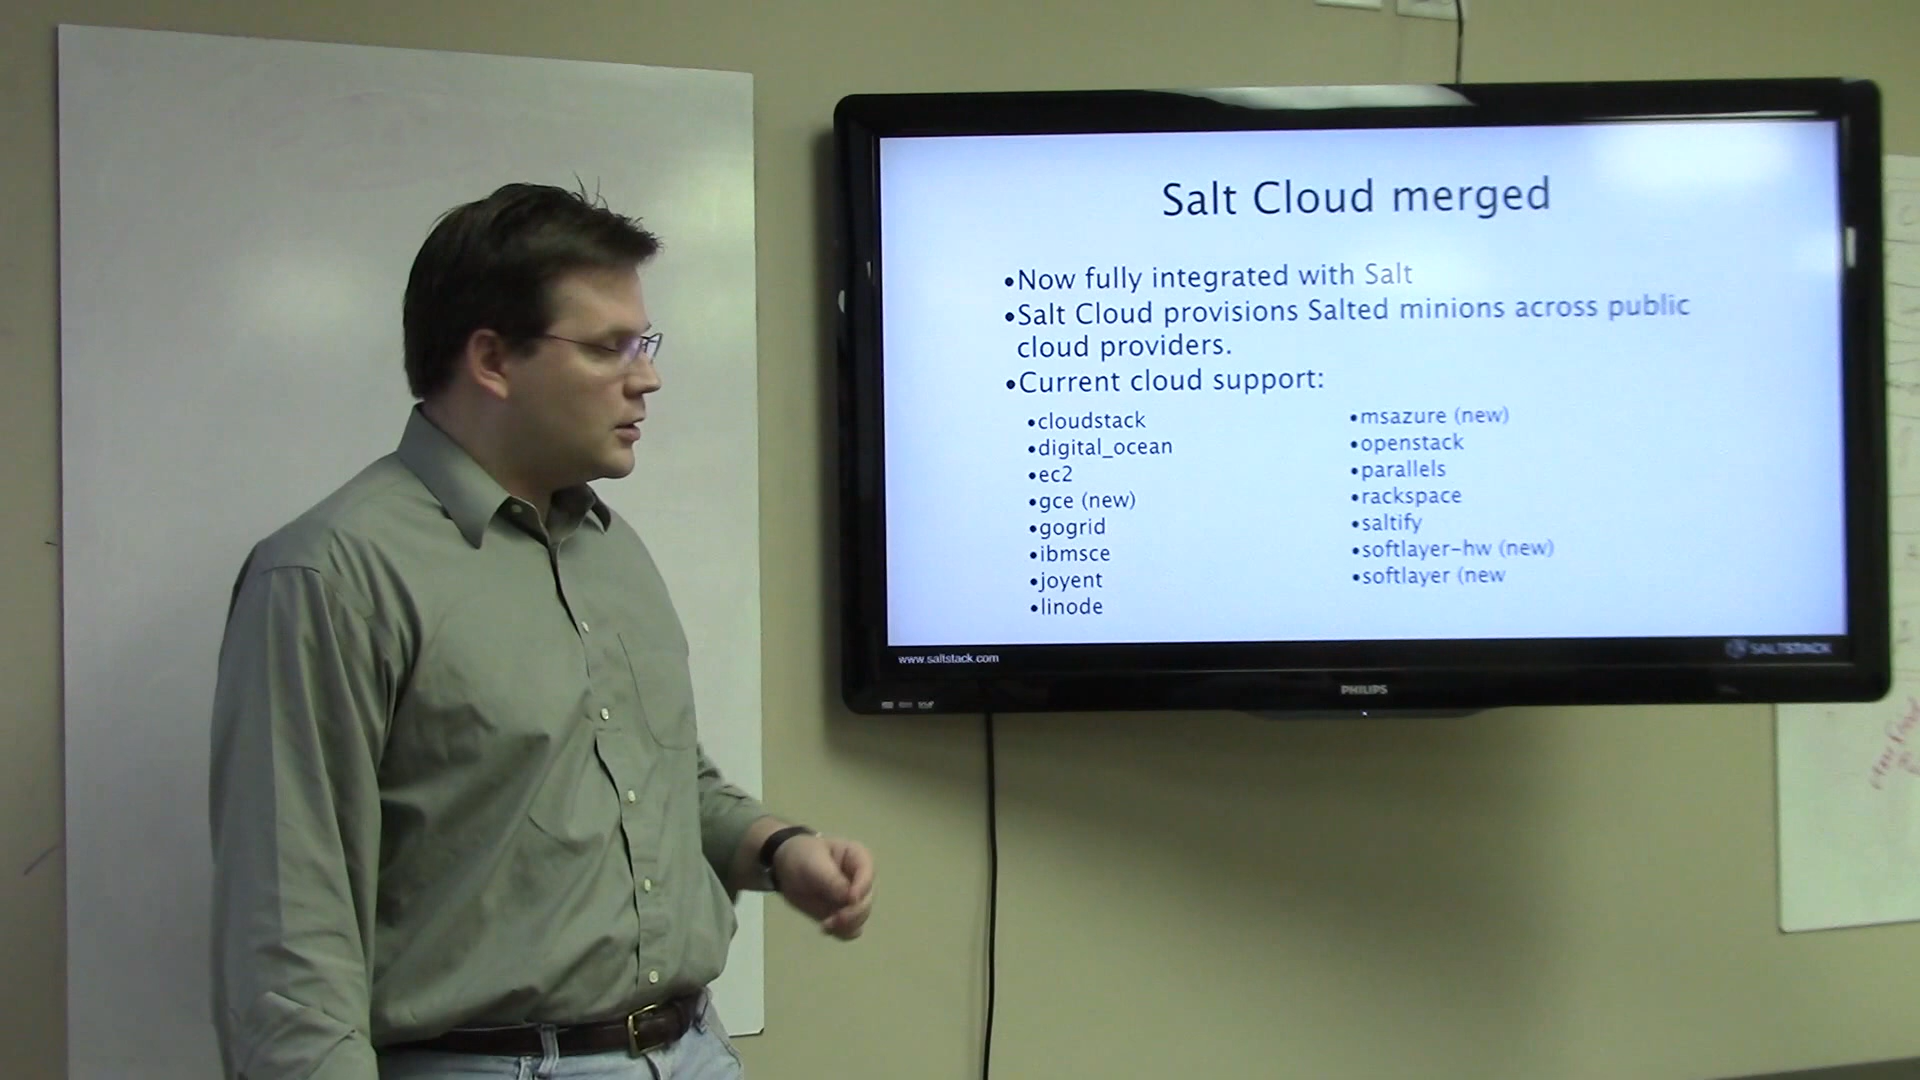 Salt Cloud merged
•Now fully integrated with Salt
•Salt Cloud provisions Salted minions across public
cloud providers.
•Current cloud support:
•cloudstack
•digital_ocean
•ec2
•gce (new)
•gogrid
•ibmsce
•joyent
•linode
•msazure (new)
•openstack
•parallels
•rackspace
•saltify
•softlayer-hw (new)
•softlayer (new
www.saltstack.com
SALTSTACK
PHILIPS